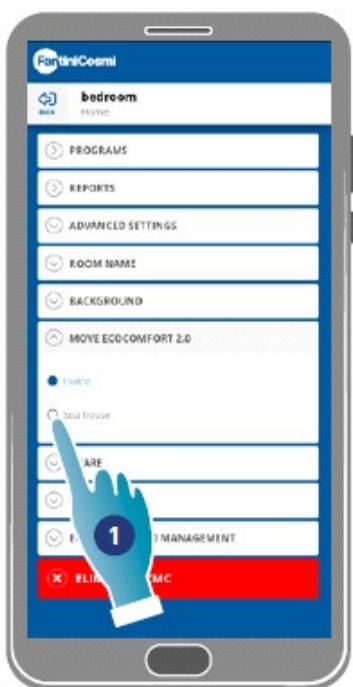 FantiniCosmi
bedroom
BACK
Home
PROGRAMS
REPORTS
ADVANCED SETTINGS
ROOM NAME
BACKGROUND
MOVE ECOCOMFORT 2.0
Home
Sea house
1
MANAGEMENT